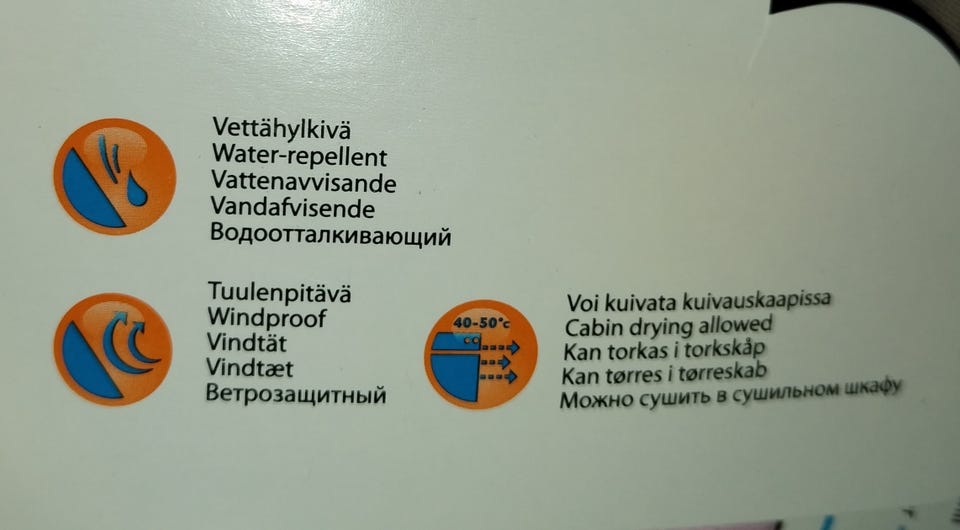 Vettähylkivä
Water-repellent
Vattenavvisande
Vandafvisende
Водоотталкивающий
Tuulenpitävä
Windproof
Vindtät
Vindtæt
Ветрозащитный
40-50°c
Voi kuivata kuivauskaapissa
Cabin drying allowed
Kan torkas i torkskåp
Kan tørres i tørreskab
Можно сушить в сушильном шкафу